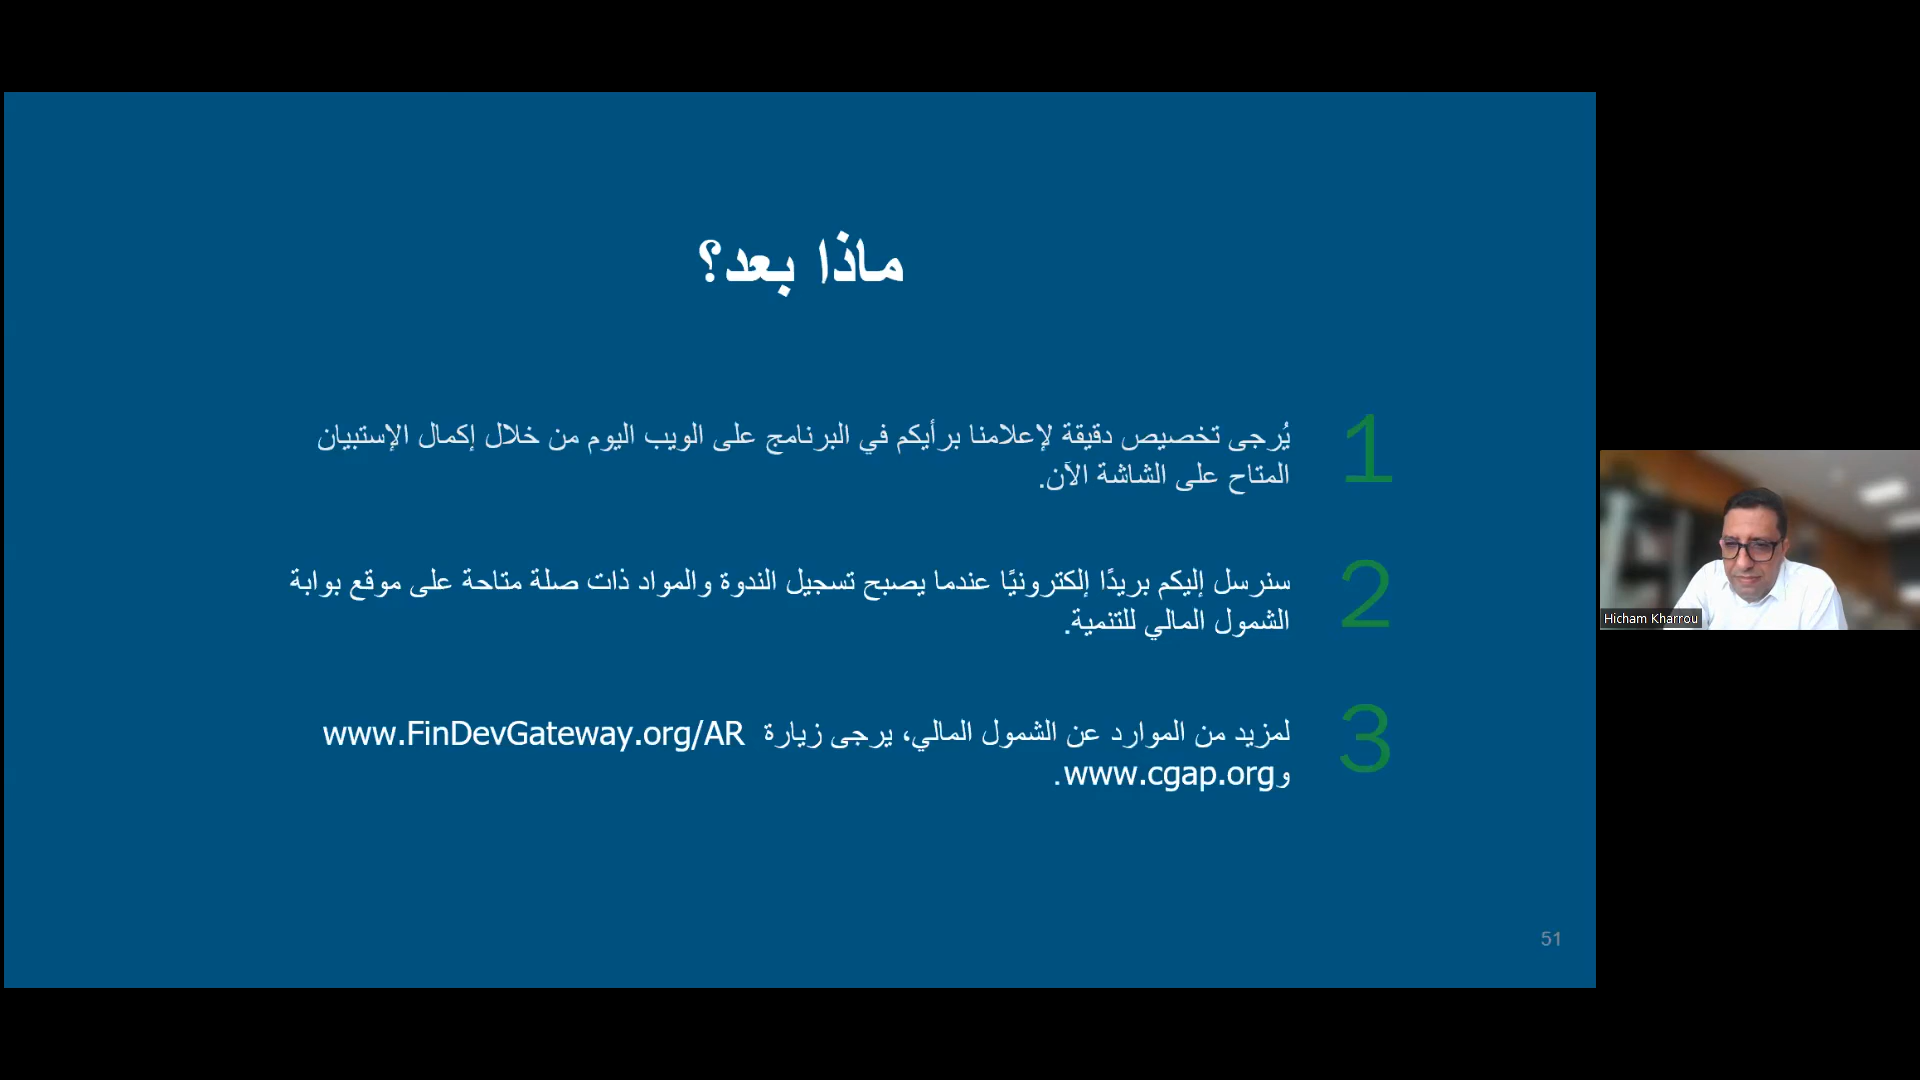 ماذا بعد؟
1
يُرجى تخصيص دقيقة لإعلامنا برأيكم في البرنامج على الويب اليوم من خلال إكمال الإستبيان
المتاح على الشاشة الآن.
2
سنرسل إليكم بريدًا إلكترونيًا عندما يصبح تسجيل الندوة والمواد ذات صلة متاحة على موقع بوابة
الشمول المالي للتنمية.
3
لمزيد من الموارد عن الشمول المالي، يرجى زيارة www.FinDevGateway.org/AR
وwww.cgap.org.
51
Hicham Kharrou